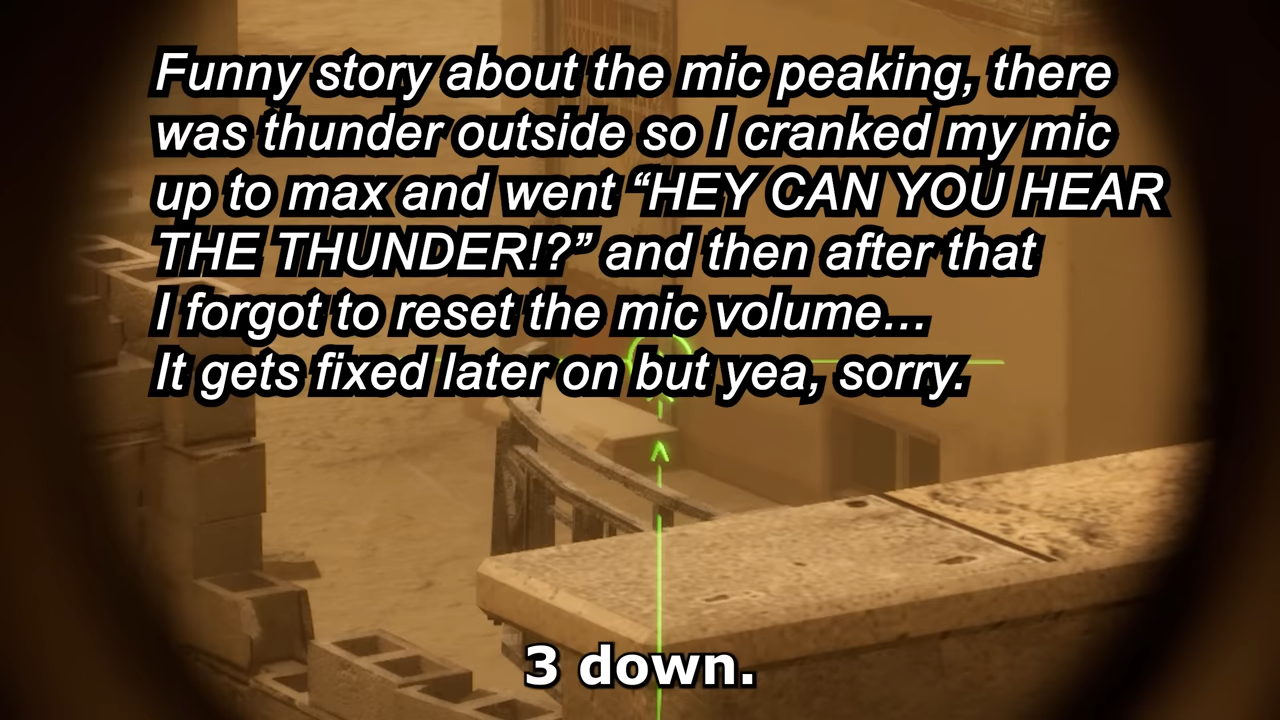 Funny story about the mic peaking, there
was thunder outside so I cranked my mic
up to max and went “HEY CAN YOU HEAR
THE THUNDER!?” and then after that
I forgot to reset the mic volume...
It gets fixed later on but yea, sorry.
3 down.